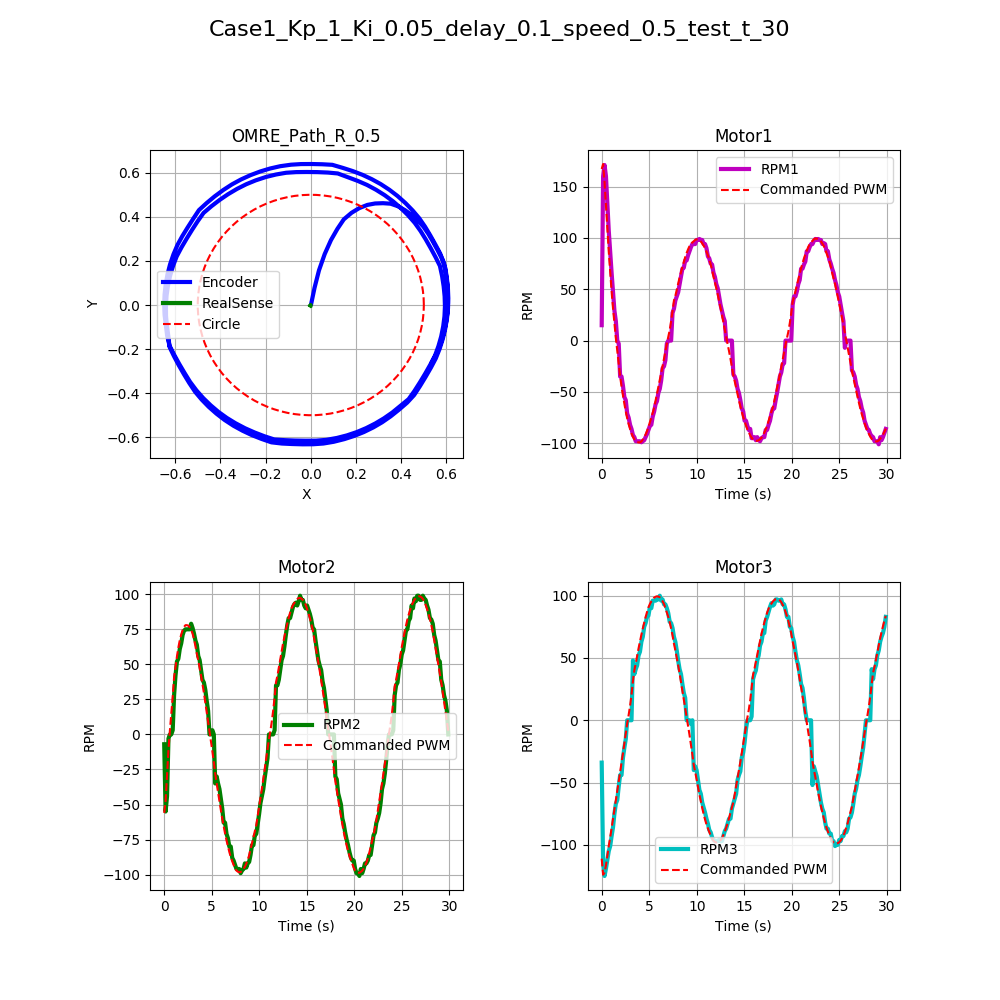 Case1_Kp_1_Ki_0.05_delay_0.1_speed_0.5_test_t_30
OMRE_Path_R_0.5
0.6
0.4
0.2
0.0
−0.2
−0.4
−0.6
Y
Encoder
RealSense
Circle
−0.6
−0.4
−0.2
0.0
0.2
0.4
0.6
X
Motor1
150
100
50
0
−50
−100
RPM
RPM1
Commanded PWM
0
5
10
15
20
25
30
Time (s)
Motor2
100
75
50
25
0
−25
−50
−75
−100
RPM
RPM2
Commanded PWM
0
5
10
15
20
25
30
Time (s)
Motor3
100
50
0
−50
−100
RPM
RPM3
Commanded PWM
0
5
10
15
20
25
30
Time (s)